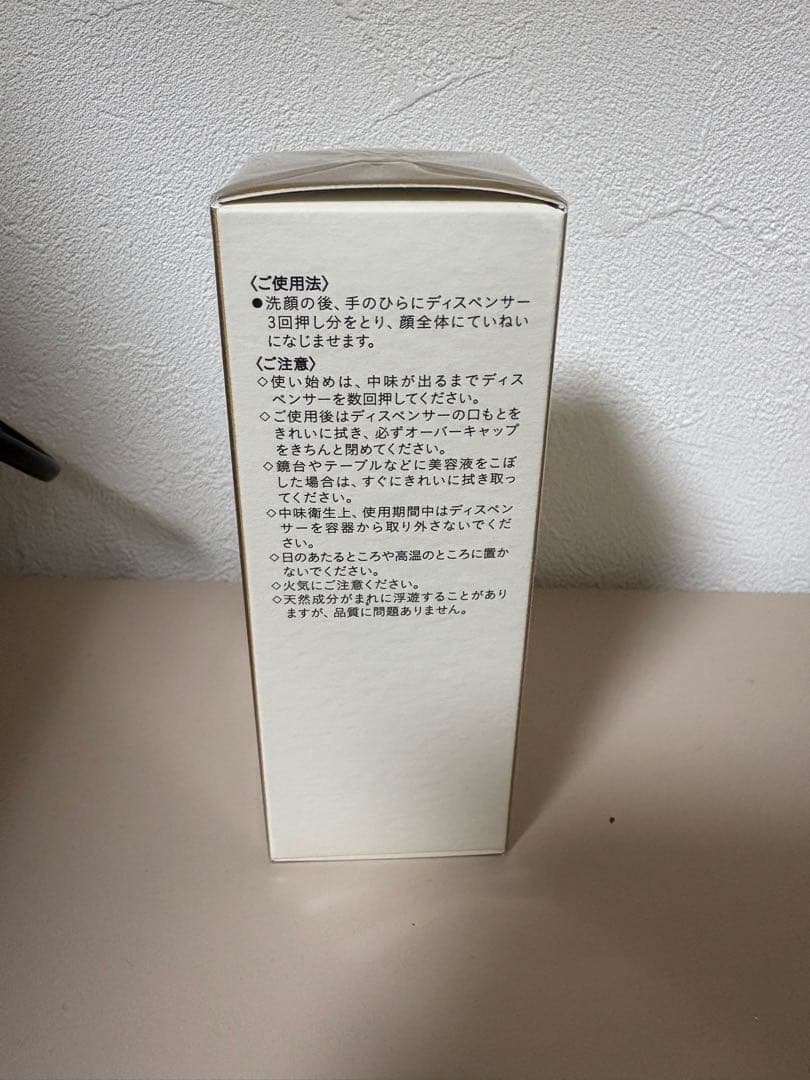 〈ご使用法〉
●洗顔の後、手のひらにディスペンサー
3回押し分をとり、顔全体にていねい
になじませます。
〈ご注意〉
◇使い始めは、中味が出るまでディス
ペンサーを数回押してください。
◇ご使用後はディスペンサーの口もとを
きれいに拭き、必ずオーバーキャップ
をきちんと閉めてください。
◇鏡台やテーブルなどに美容液をこぼ
した場合は、すぐにきれいに拭き取っ
てください。
◇中味衛生上、使用期間中はディスペン
サーを容器から取り外さないでくだ
さい。
◇日のあたるところや高温のところに置か
ないでください。
◇火気にご注意ください。
◇天然成分がまれに浮遊することがあり
ますが、品質に問題ありません。